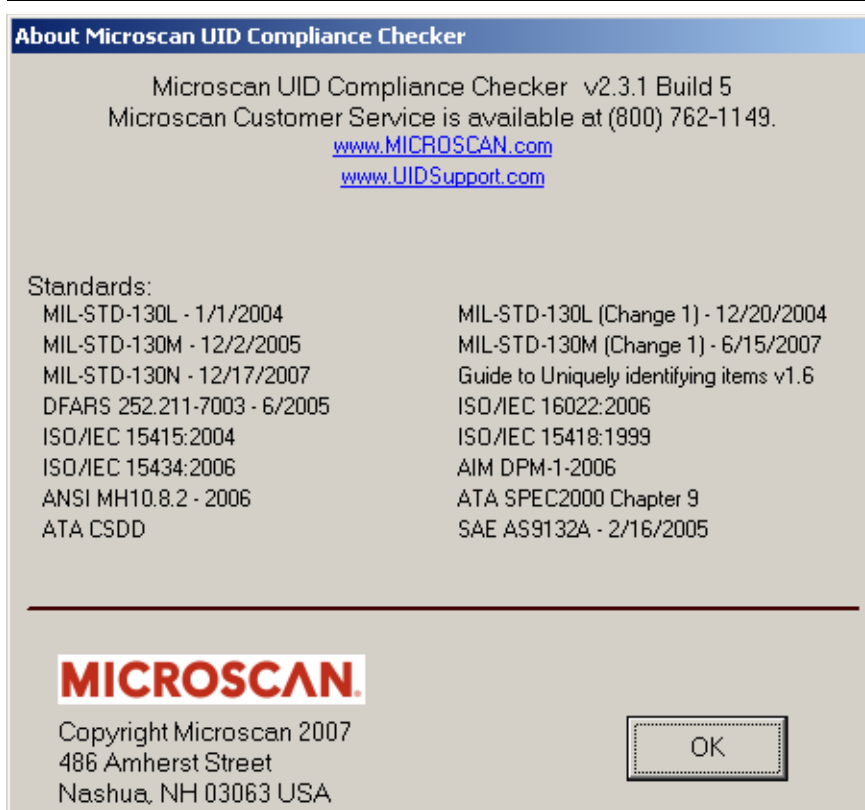 About Microscan UID Compliance Checker
Microscan UID Compliance Checker v2.3.1 Build 5
Microscan Customer Service is available at (800) 762-1149.
www.MICROSCAN.com
www.UIDSupport.com
Standards:
MIL-STD-130L - 1/1/2004
MIL-STD-130L (Change 1) - 12/20/2004
MIL-STD-130M - 12/2/2005
MIL-STD-130M (Change 1) - 6/15/2007
MIL-STD-130N - 12/17/2007
Guide to Uniquely identifying items v1.6
DFARS 252.211-7003 - 6/2005
ISO/IEC 16022:2006
ISO/IEC 15415:2004
ISO/IEC 15418:1999
ISO/IEC 15434:2006
AIM DPM-1-2006
ANSI MH10.8.2 - 2006
ATA SPEC2000 Chapter 9
ATA CSDD
SAE AS9132A - 2/16/2005
MICROSCAN.
Copyright Microscan 2007
486 Amherst Street
Nashua, NH 03063 USA
OK